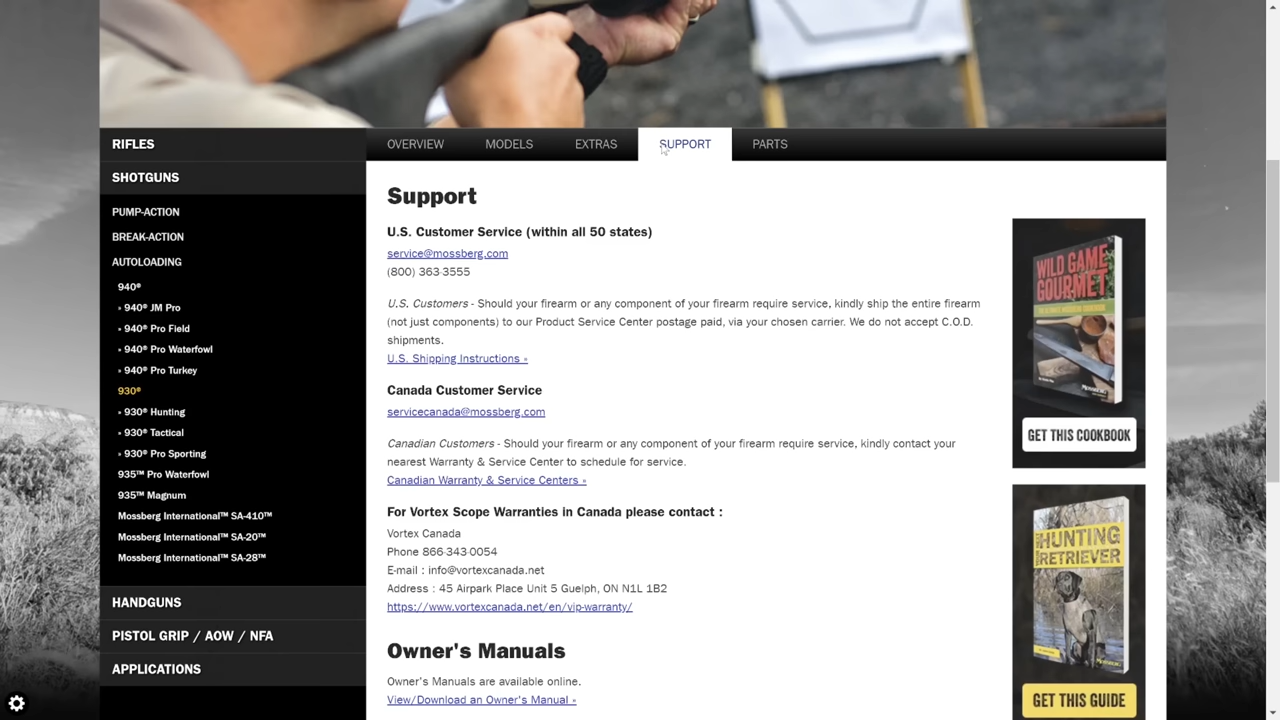 RIFLES
SHOTGUNS
PUMP-ACTION
BREAK-ACTION
AUTOLOADING
940®
» 940® JM Pro
» 940® Pro Field
» 940® Pro Waterfowl
» 940® Pro Turkey
930®
» 930® Hunting
» 930® Tactical
» 930® Pro Sporting
935™ Pro Waterfowl
935™ Magnum
Mossberg International™ SA-410™
Mossberg International™ SA-20™
Mossberg International™ SA-28™
HANDGUNS
PISTOL GRIP / AOW / NFA
APPLICATIONS
OVERVIEW MODELS EXTRAS SUPPORT PARTS
Support
U.S. Customer Service (within all 50 states)
service@mossberg.com
(800) 363-3555
U.S. Customers - Should your firearm or any component of your firearm require service, kindly ship the entire firearm
(not just components) to our Product Service Center postage paid, via your chosen carrier. We do not accept C.O.D.
shipments.
U.S. Shipping Instructions »
Canada Customer Service
servicecanada@mossberg.com
Canadian Customers - Should your firearm or any component of your firearm require service, kindly contact your
nearest Warranty & Service Center to schedule for service.
Canadian Warranty & Service Centers »
For Vortex Scope Warranties in Canada please contact :
Vortex Canada
Phone 866-343-0054
E-mail : info@vortexcanada.net
Address : 45 Airpark Place Unit 5 Guelph, ON N1L 1B2
https://www.vortexcanada.net/en/vip-warranty/
Owner's Manuals
Owner's Manuals are available online.
View/Download an Owner's Manual »
WILD GAME
GOURMET
MOSSBERG
GET THIS COOKBOOK
HUNTING
RETRIEVER
GET THIS GUIDE